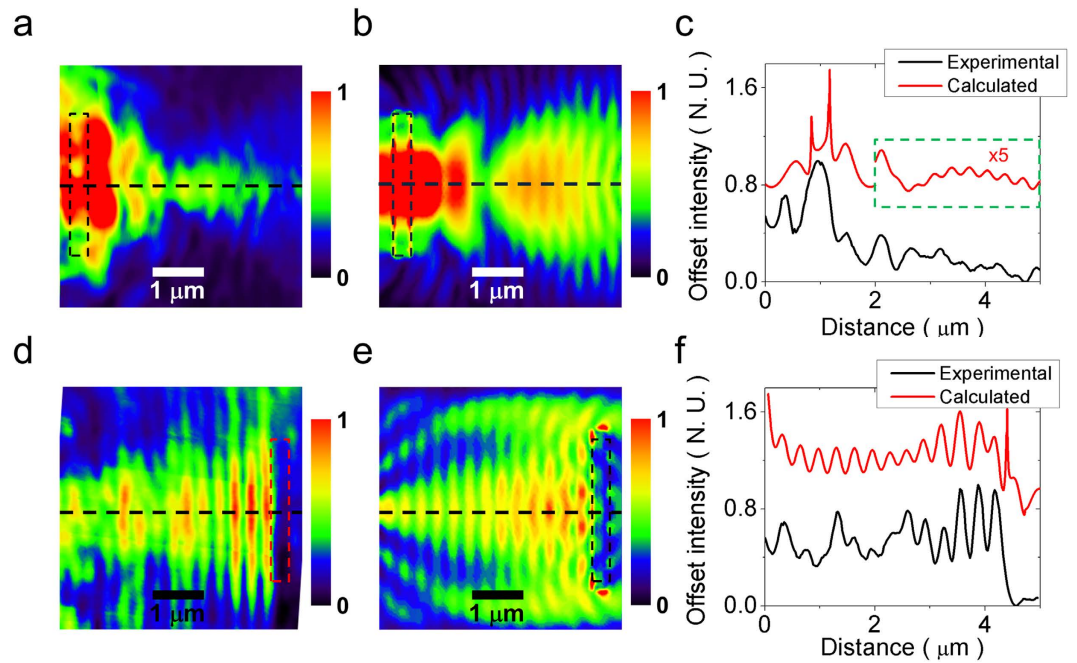 a
1
0
1 μm
b
1
0
1 μm
c
Experimental
Calculated
x5
Offset intensity ( N. U. )
1.6
0.8
0.0
0
2
4
Distance ( μm )
d
1
0
1 μm
e
1
0
1 μm
f
Experimental
Calculated
Offset intensity ( N. U. )
1.6
0.8
0.0
0
2
4
Distance ( μm )